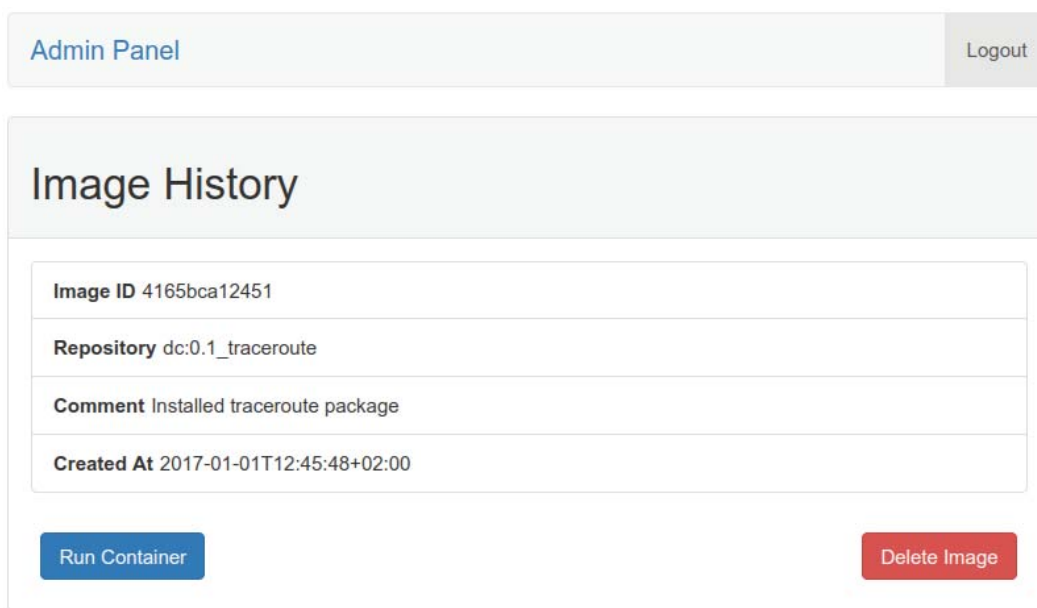 Admin Panel
Logout
Image History
Image ID 4165bca12451
Repository dc:0.1_traceroute
Comment Installed traceroute package
Created At 2017-01-01T12:45:48+02:00
Run Container
Delete Image